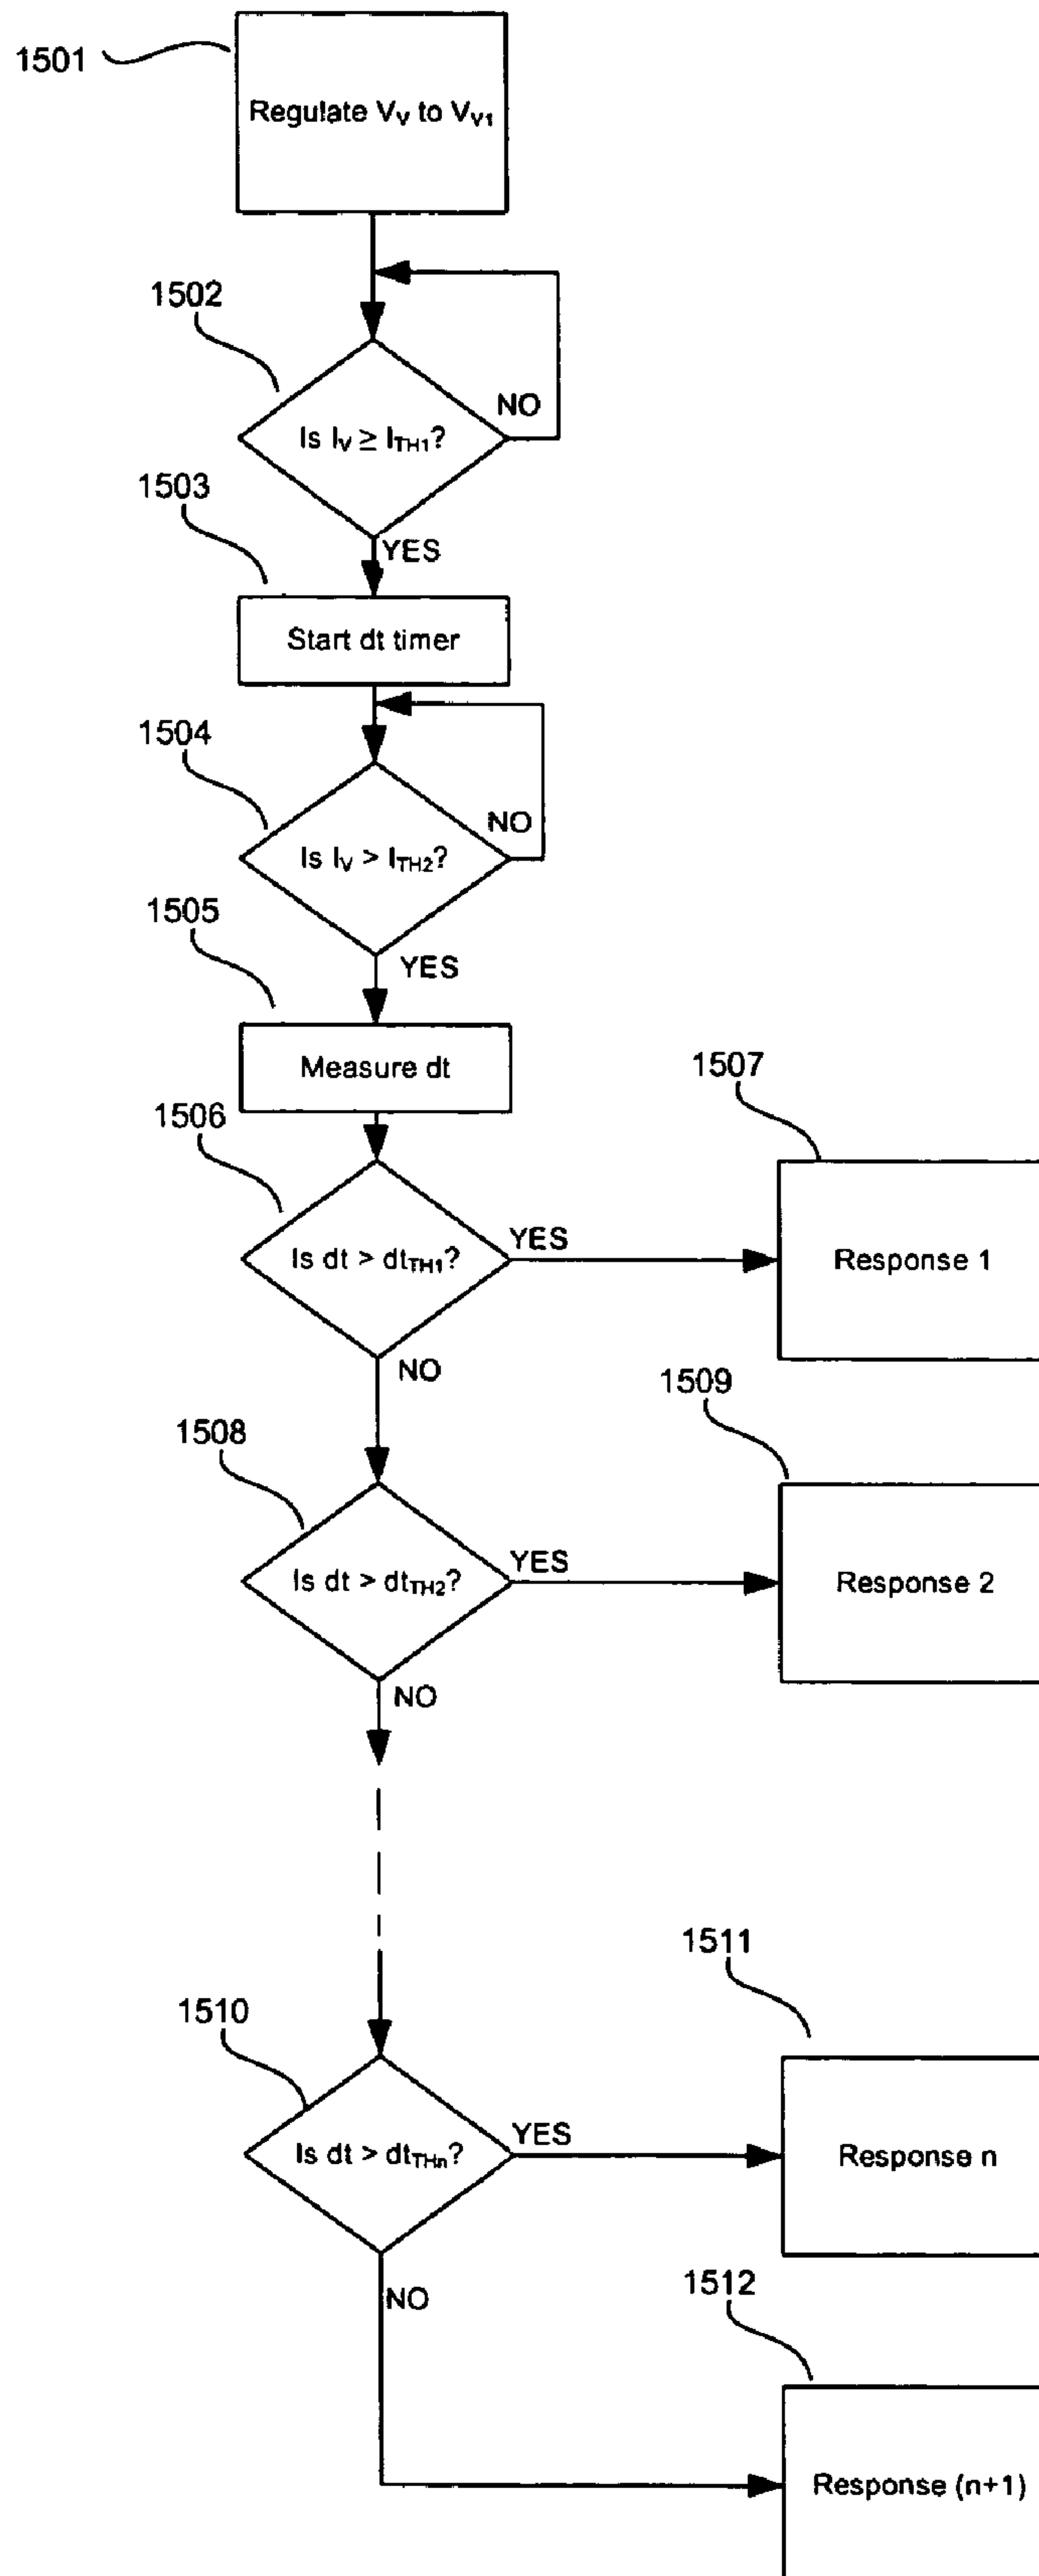 1501
Regulate V_V to V_V1
1502
Is I_V ≥ I_TH1?
NO
YES
1503
Start dt timer
1504
Is I_V > I_TH2?
NO
YES
1505
Measure dt
1506
Is dt > dt_TH1?
YES
NO
1507
Response 1
1508
Is dt > dt_TH2?
YES
NO
1509
Response 2
1510
Is dt > dt_THn?
YES
NO
1511
Response n
1512
Response (n+1)